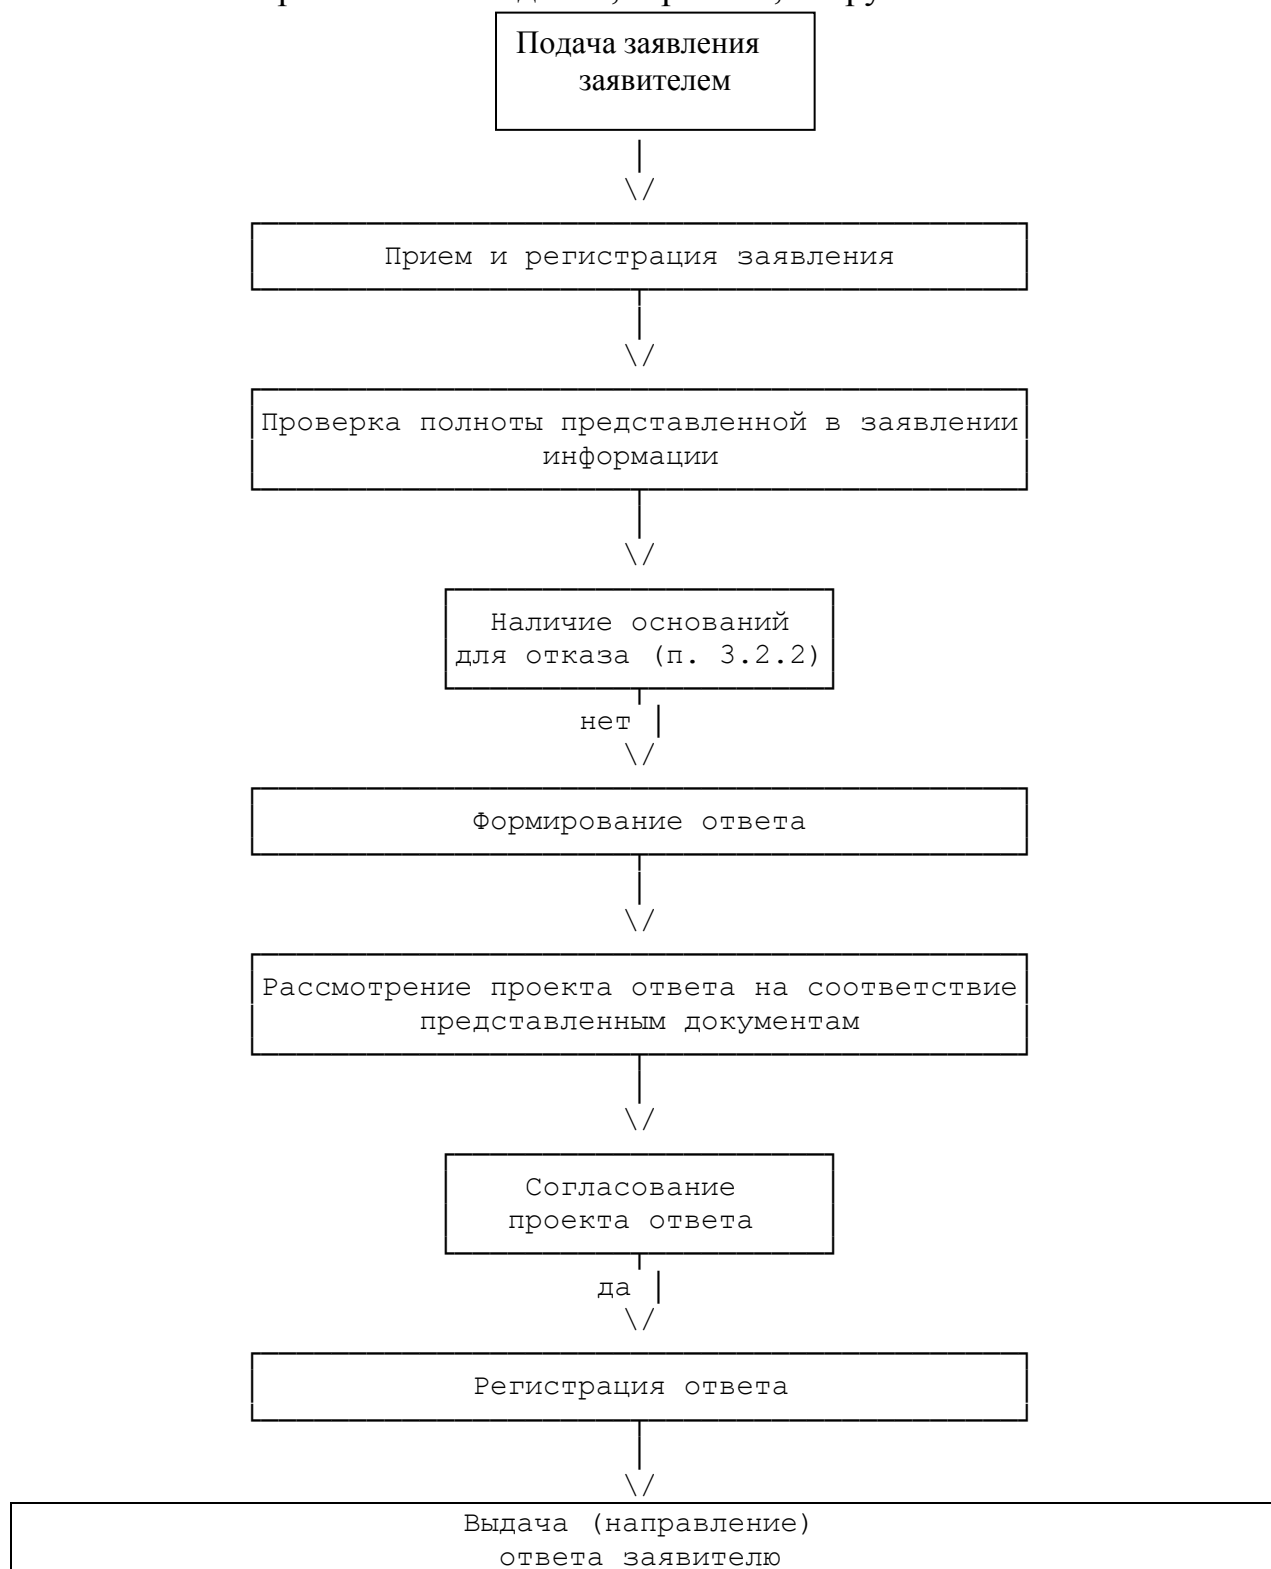 Подача заявления
заявителем
Прием и регистрация заявления
Проверка полноты представленной в заявлении
информации
Наличие оснований
для отказа (п. 3.2.2)
нет
Формирование ответа
Рассмотрение проекта ответа на соответствие
представленным документам
Согласование
проекта ответа
да
Регистрация ответа
Выдача (направление)
ответа заявителю